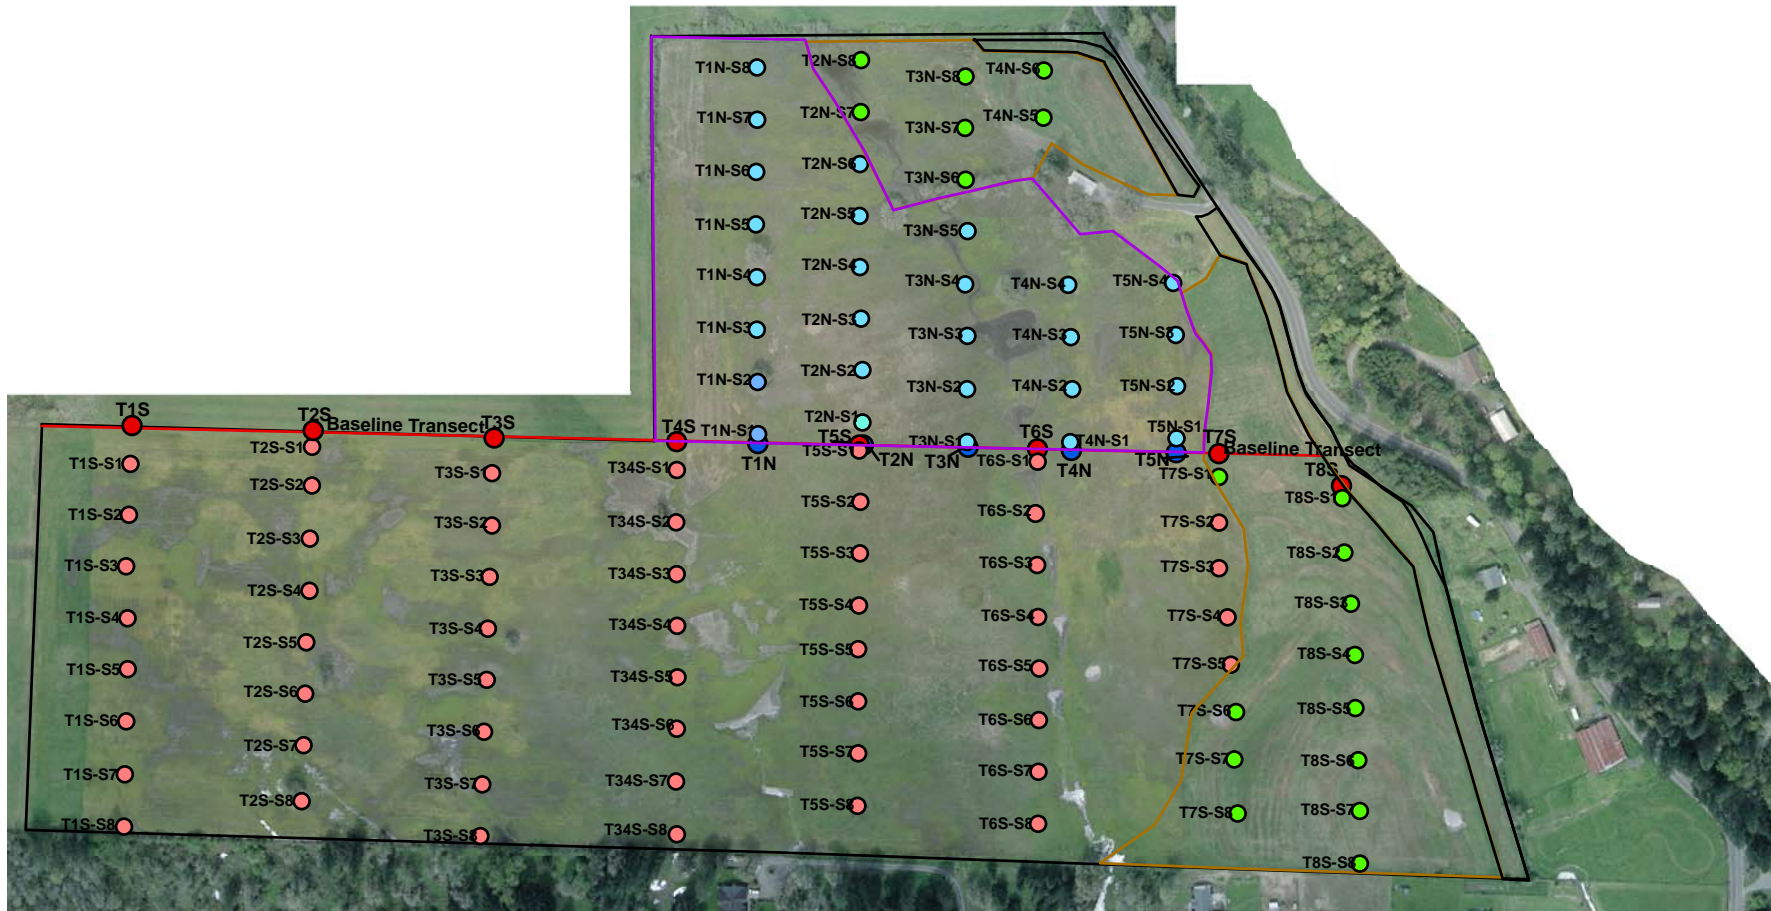 T1N-S8
T2N-S8
T3N-S8
T4N-S6
T1N-S7
T2N-S7
T3N-S7
T4N-S5
T1N-S6
T2N-S6
T3N-S6
T1N-S5
T2N-S5
T3N-S5
T1N-S4
T2N-S4
T3N-S4
T4N-S4
T5N-S4
T1N-S3
T2N-S3
T3N-S3
T4N-S3
T5N-S3
T1N-S2
T2N-S2
T3N-S2
T4N-S2
T5N-S2
T1N-S1
T2N-S1
T3N-S1
T4N-S1
T5N-S1
T1S
T2S
Baseline Transect
T3S
T4S
T5S
T6S
T7S
Baseline Transect
T8S
T1N
T2N
T3N
T4N
T5N
T1S-S1
T2S-S1
T3S-S1
T34S-S1
T5S-S1
T6S-S1
T7S-S1
T8S-S1
T1S-S2
T2S-S2
T3S-S2
T34S-S2
T5S-S2
T6S-S2
T7S-S2
T8S-S2
T1S-S3
T2S-S3
T3S-S3
T34S-S3
T5S-S3
T6S-S3
T7S-S3
T8S-S3
T1S-S4
T2S-S4
T3S-S4
T34S-S4
T5S-S4
T6S-S4
T7S-S4
T8S-S4
T1S-S5
T2S-S5
T3S-S5
T34S-S5
T5S-S5
T6S-S5
T7S-S5
T8S-S5
T1S-S6
T2S-S6
T3S-S6
T34S-S6
T5S-S6
T6S-S6
T7S-S6
T8S-S6
T1S-S7
T2S-S7
T3S-S7
T34S-S7
T5S-S7
T6S-S7
T7S-S7
T8S-S7
T1S-S8
T2S-S8
T3S-S8
T34S-S8
T5S-S8
T6S-S8
T7S-S8
T8S-S8